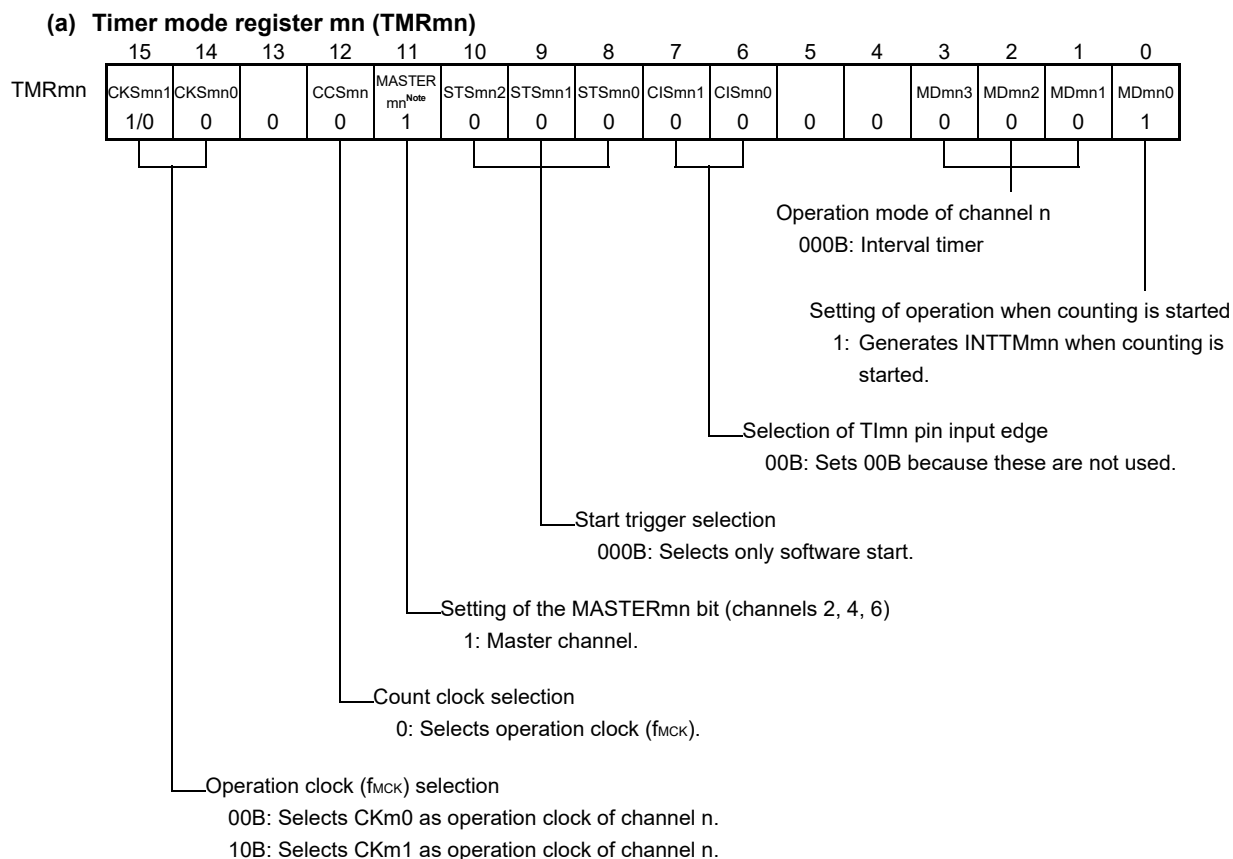 (a) Timer mode register mn (TMRmn)
15 14 13 12 11 10 9 8 7 6 5 4 3 2 1 0
TMRmn CKSmn1 CKSmn0 CCSmn MASTER mn Note STSmn2 STSmn1 STSmn0 CISmn1 CISmn0 MDmn3 MDmn2 MDmn1 MDmn0
1/0 0 0 0 1 0 0 0 0 0 0 0 0 0 0 1
Operation mode of channel n
000B: Interval timer
Setting of operation when counting is started
1: Generates INTTMmn when counting is
started.
Selection of TImn pin input edge
00B: Sets 00B because these are not used.
Start trigger selection
000B: Selects only software start.
Setting of the MASTERmn bit (channels 2, 4, 6)
1: Master channel.
Count clock selection
0: Selects operation clock (fMCK).
Operation clock (fMCK) selection
00B: Selects CKm0 as operation clock of channel n.
10B: Selects CKm1 as operation clock of channel n.